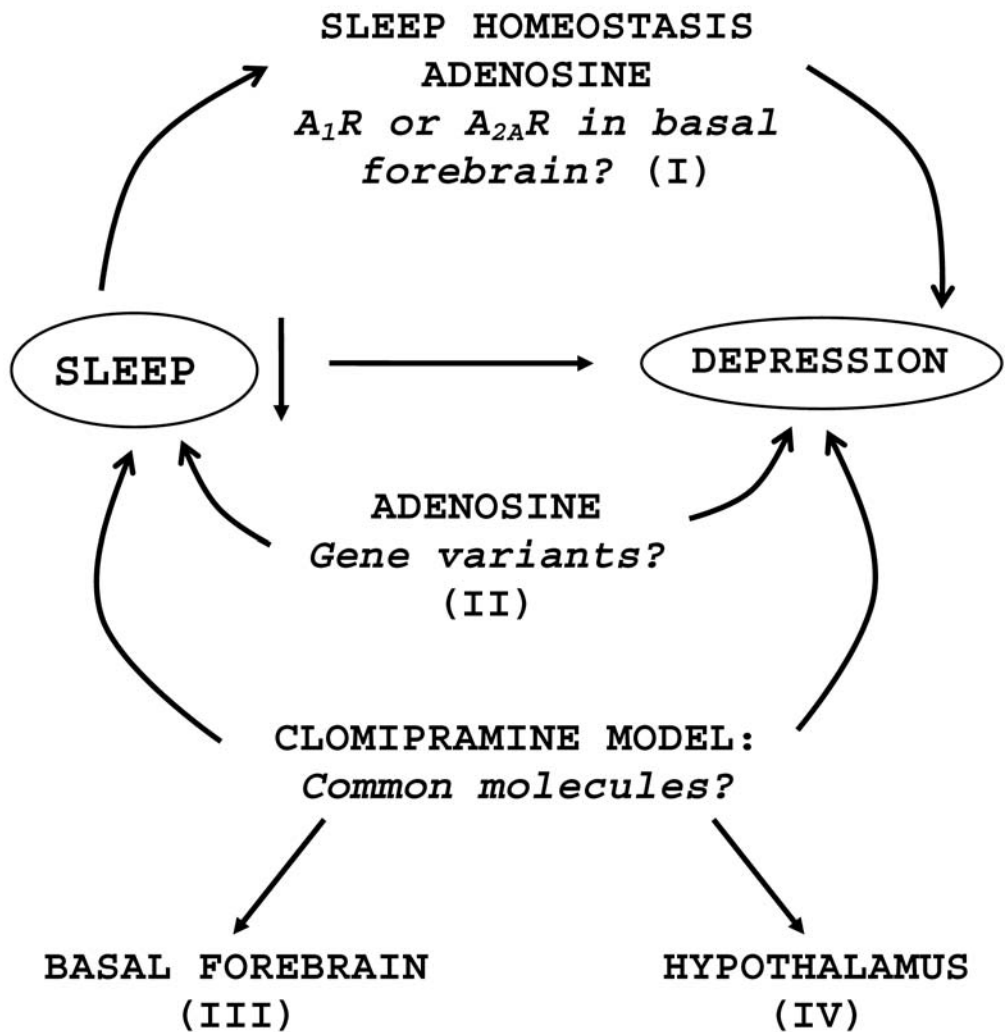 SLEEP HOMEOSTASIS
ADENOSINE
A₁R or A₂AR in basal
forebrain? (I)
SLEEP
DEPRESSION
ADENOSINE
Gene variants?
(II)
CLOMIPRAMINE MODEL:
Common molecules?
BASAL FOREBRAIN
(III)
HYPOTHALAMUS
(IV)